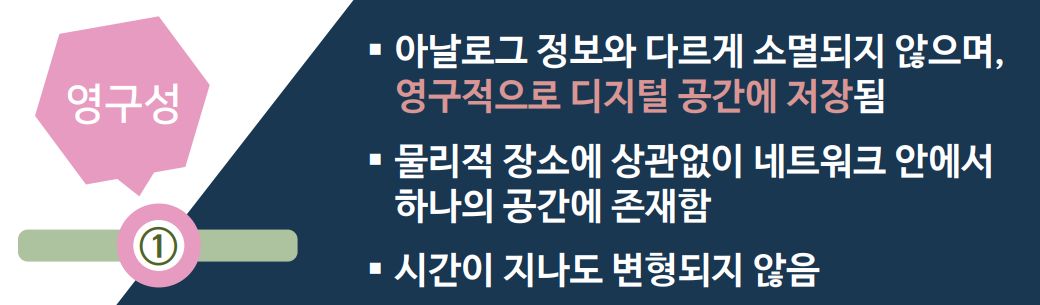 영구성
①
▪ 아날로그 정보와 다르게 소멸되지 않으며,
영구적으로 디지털 공간에 저장됨
▪ 물리적 장소에 상관없이 네트워크 안에서
하나의 공간에 존재함
▪ 시간이 지나도 변형되지 않음